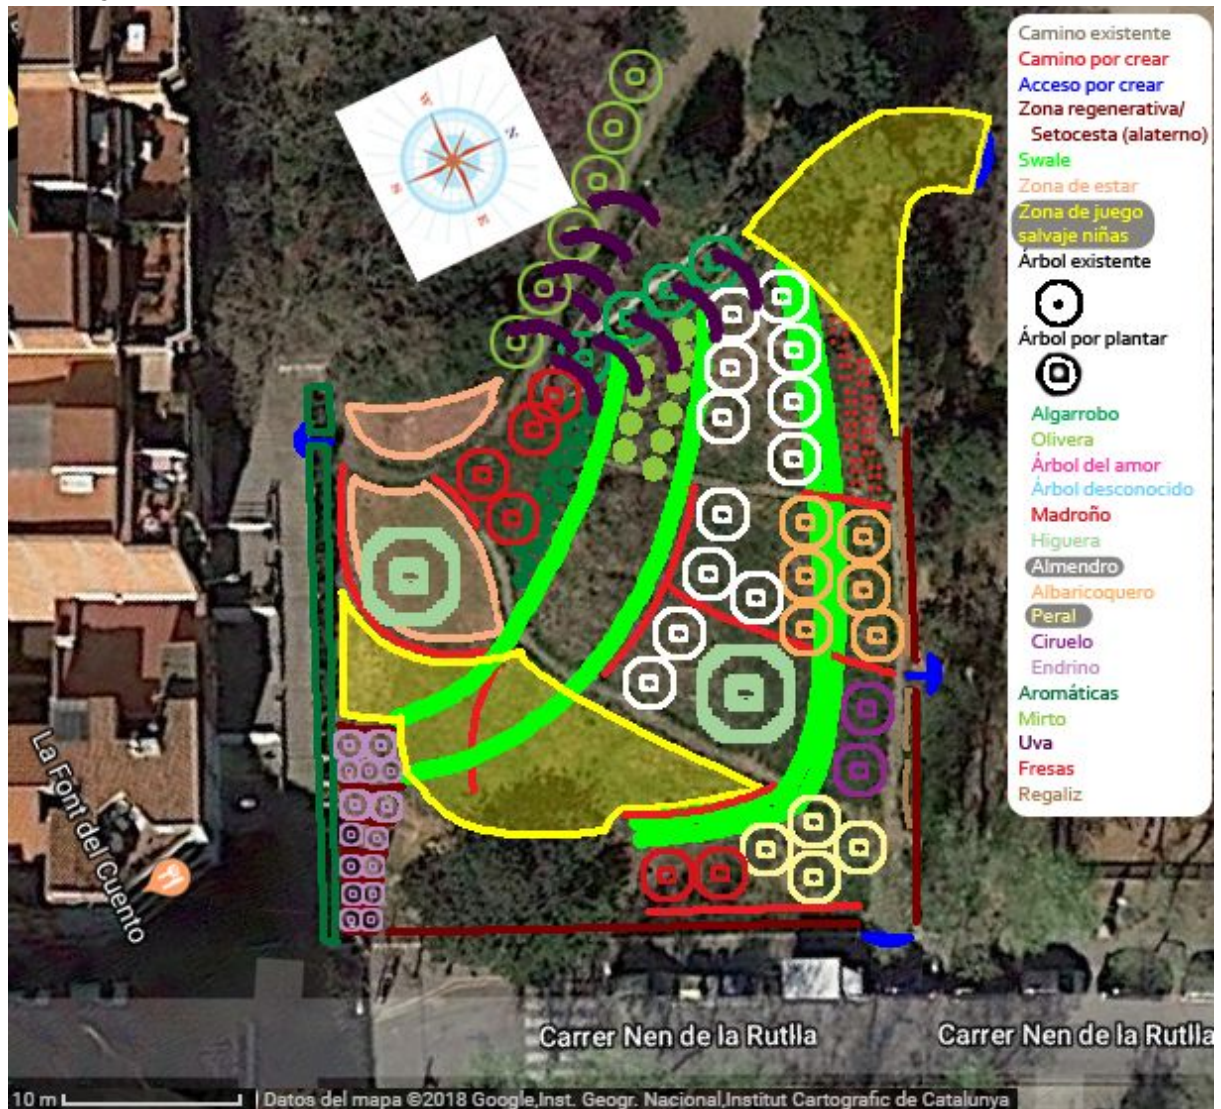 Camino existente
Camino por crear
Acceso por crear
Zona regenerativa/
Setocesta (alaterno)
Swale
Zona de estar
Zona de juego
salvaje niñas
Árbol existente
Árbol por plantar
Algarrobo
Olivera
Árbol del amor
Árbol desconocido
Madroño
Higuera
Almendro
Albaricoquero
Peral
Ciruelo
Endrino
Aromáticas
Mirto
Uva
Fresas
Regaliz
W
N
S
E
La Font del Cuento
Carrer Nen de la Rutlla
Carrer Nen de la Rutlla
10 m
Datos del mapa ©2018 Google,Inst. Geogr. Nacional,Institut Cartografic de Catalunya